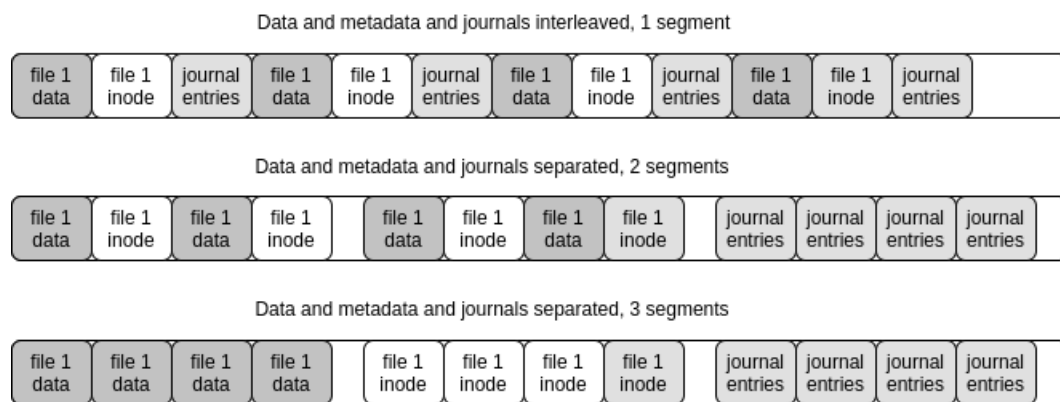 Data and metadata and journals interleaved, 1 segment
file 1 file 1 journal file 1 file 1 journal file 1 file 1 journal file 1 file 1 journal
data inode entries data inode entries data inode entries data inode entries
Data and metadata and journals separated, 2 segments
file 1 file 1 file 1 file 1 file 1 file 1 file 1 file 1 journal journal journal journal
data inode data inode data inode data inode entries entries entries entries
Data and metadata and journals separated, 3 segments
file 1 file 1 file 1 file 1 file 1 file 1 file 1 file 1 journal journal journal journal
data data data data inode inode inode inode entries entries entries entries